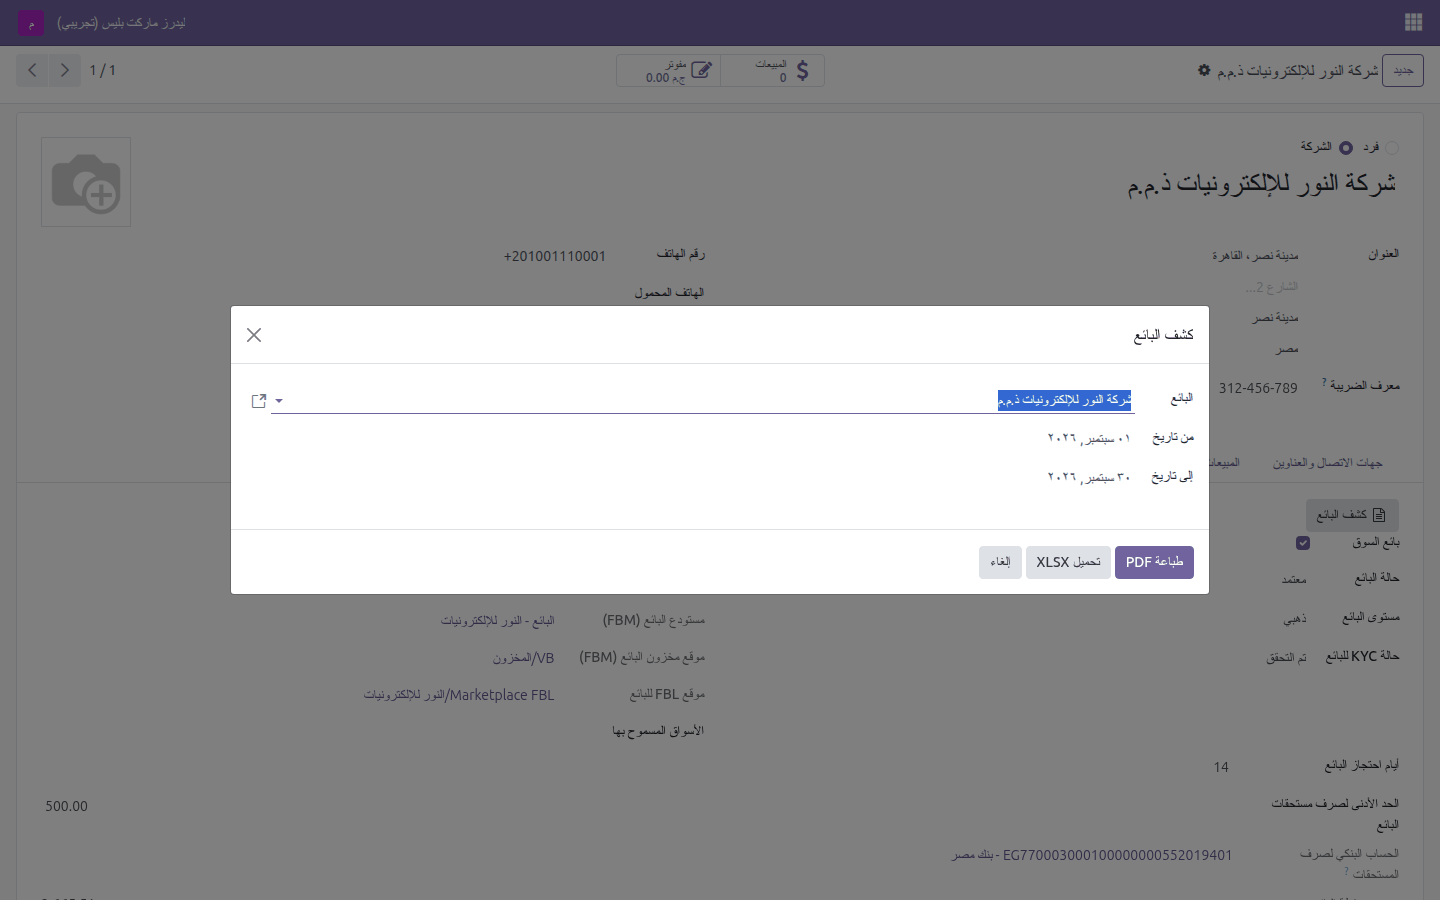 م
ليدرز ماركت بليس (تجريبي)
جديد
شركة النور للإلكترونيات ذ.م.م
المبيعات
0
مفوتر
ج.م 0.00
1 / 1
فرد
الشركة
شركة النور للإلكترونيات ذ.م.م
العنوان
مدينة نصر، القاهرة
الشارع 2...
مدينة نصر
مصر
معرف الضريبة ?
312-456-789
رقم الهاتف
+201001110001
الهاتف المحمول
كشف البائع
البائع
شركة النور للإلكترونيات ذ.م.م
من تاريخ
٠١ سبتمبر, ٢٠٢٦
إلى تاريخ
٣٠ سبتمبر, ٢٠٢٦
طباعة PDF
تحميل XLSX
إلغاء
جهات الاتصال والعناوين
المبيعات
كشف البائع
بائع السوق
حالة البائع
معتمد
مستوى البائع
ذهبي
حالة KYC للبائع
تم التحقق
مستودع البائع (FBM)
البائع - النور للإلكترونيات
موقع مخزون البائع (FBM)
VB/المخزون
موقع FBL للبائع
Marketplace FBL/النور للإلكترونيات
الأسواق المسموح بها
أيام احتجاز البائع
14
الحد الأدنى لصرف مستحقات
البائع
500.00
الحساب البنكي لصرف
المستحقات ?
EG770003000100000000552019401 - بنك مصر